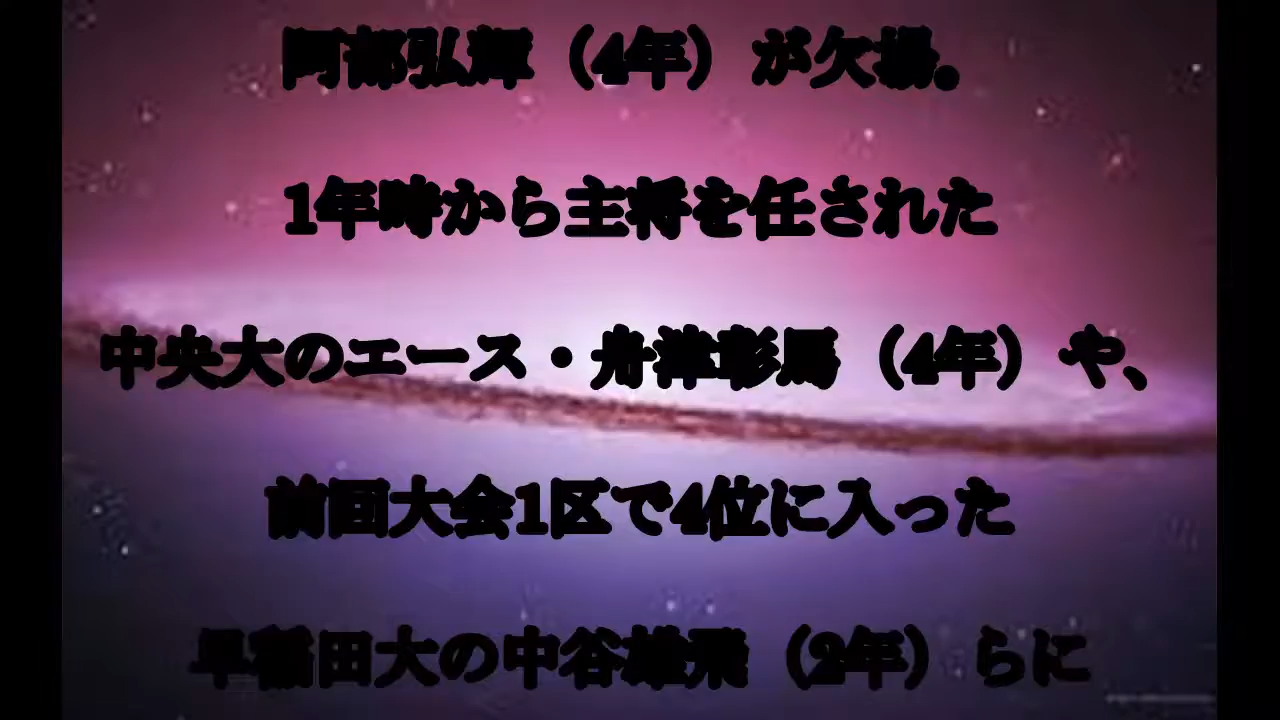 阿部弘輝（4年）が欠場。
1年時から主将を任された
中央大のエース・舟津彰馬（4年）や、
前回大会1区で4位に入った
早稲田大の中谷雄飛（2年）らに